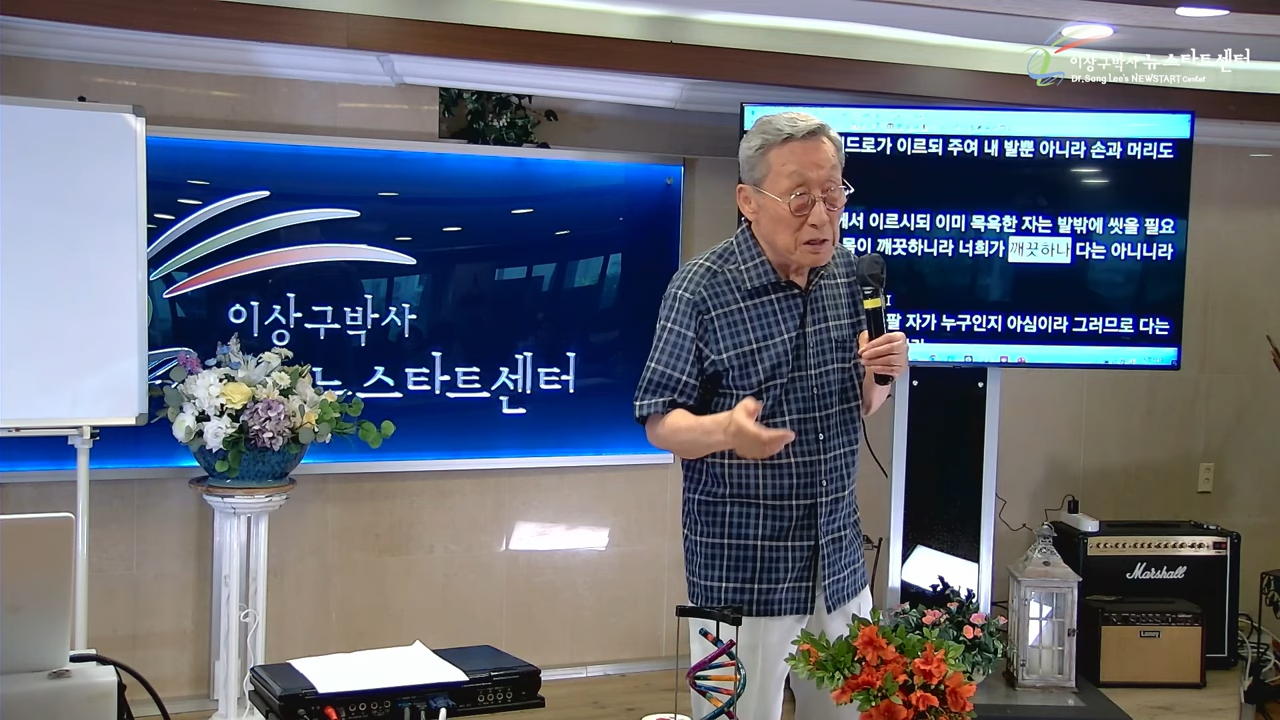 이상구박사 뉴스타트센터
Dr. Sang Lee's NEWSTART Center
드로가 이르되 주여 내 발뿐 아니라 손과 머리도
서 이르시되 이미 목욕한 자는 발밖에 씻을 필요
몸이 깨끗하니라 너희가 깨끗하나 다는 아니니라
팔 자가 누구인지 아심이라 그러므로 다는
이상구박사
스타트센터
Marshall
Laney